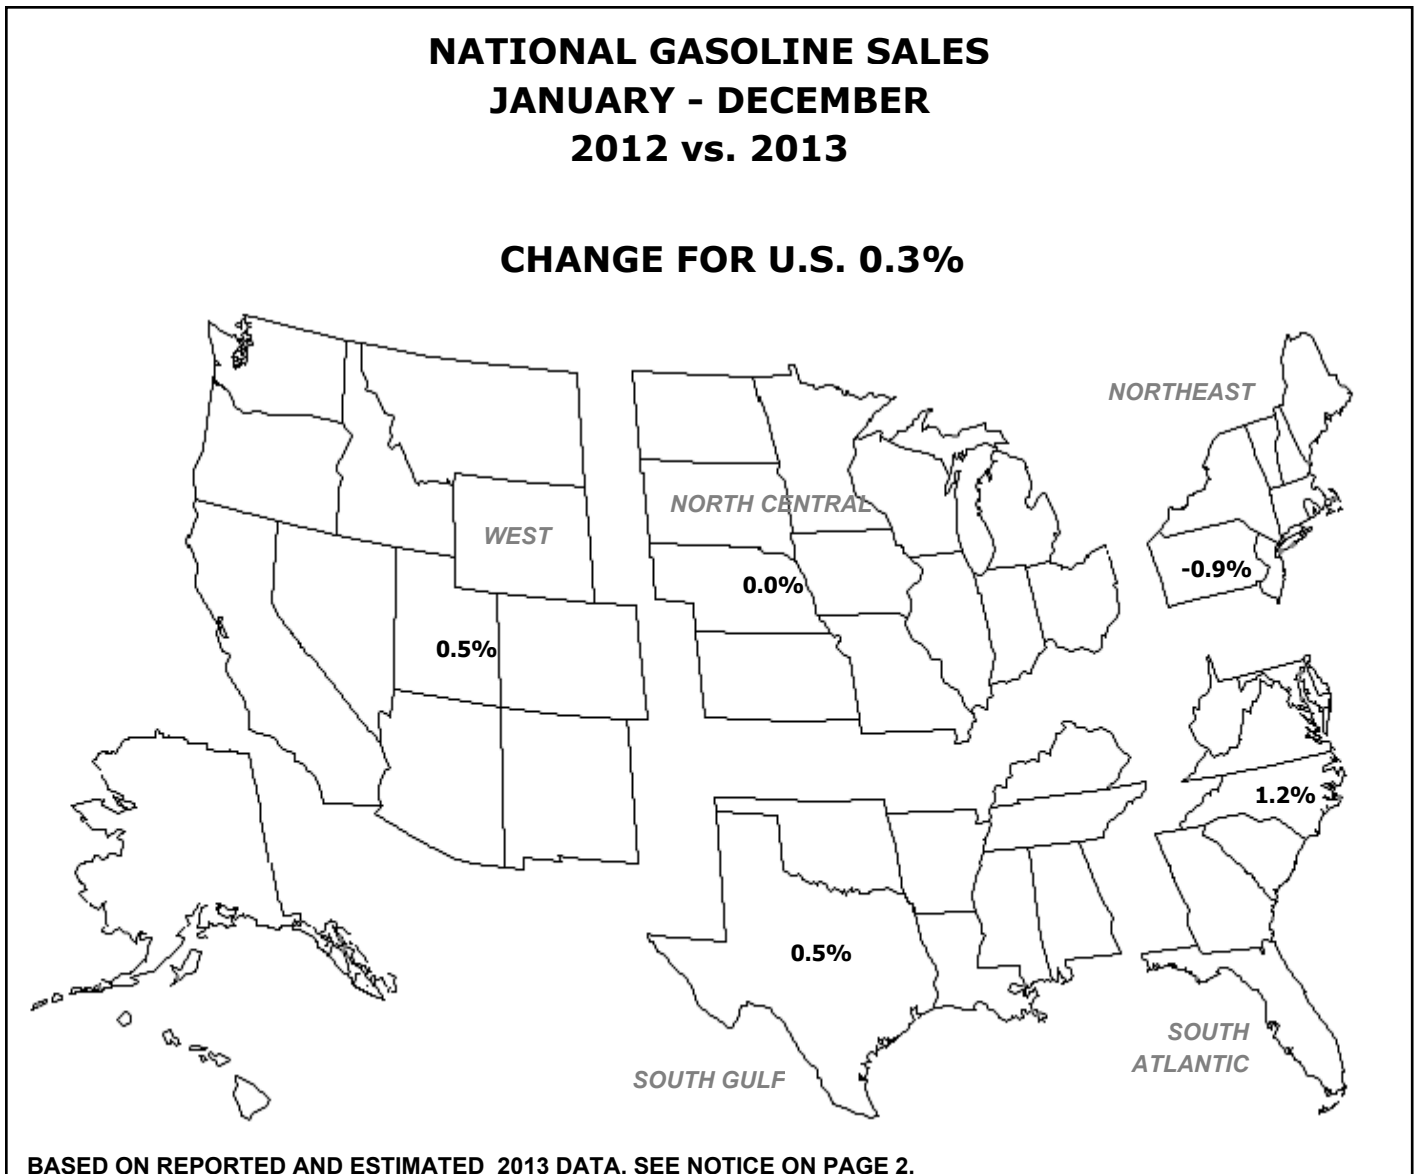 NATIONAL GASOLINE SALES
JANUARY - DECEMBER
2012 vs. 2013
CHANGE FOR U.S. 0.3%
NORTHEAST
NORTH CENTRAL
WEST
-0.9%
0.0%
0.5%
1.2%
0.5%
SOUTH
ATLANTIC
SOUTH GULF
BASED ON REPORTED AND ESTIMATED  2013 DATA. SEE NOTICE ON PAGE 2.